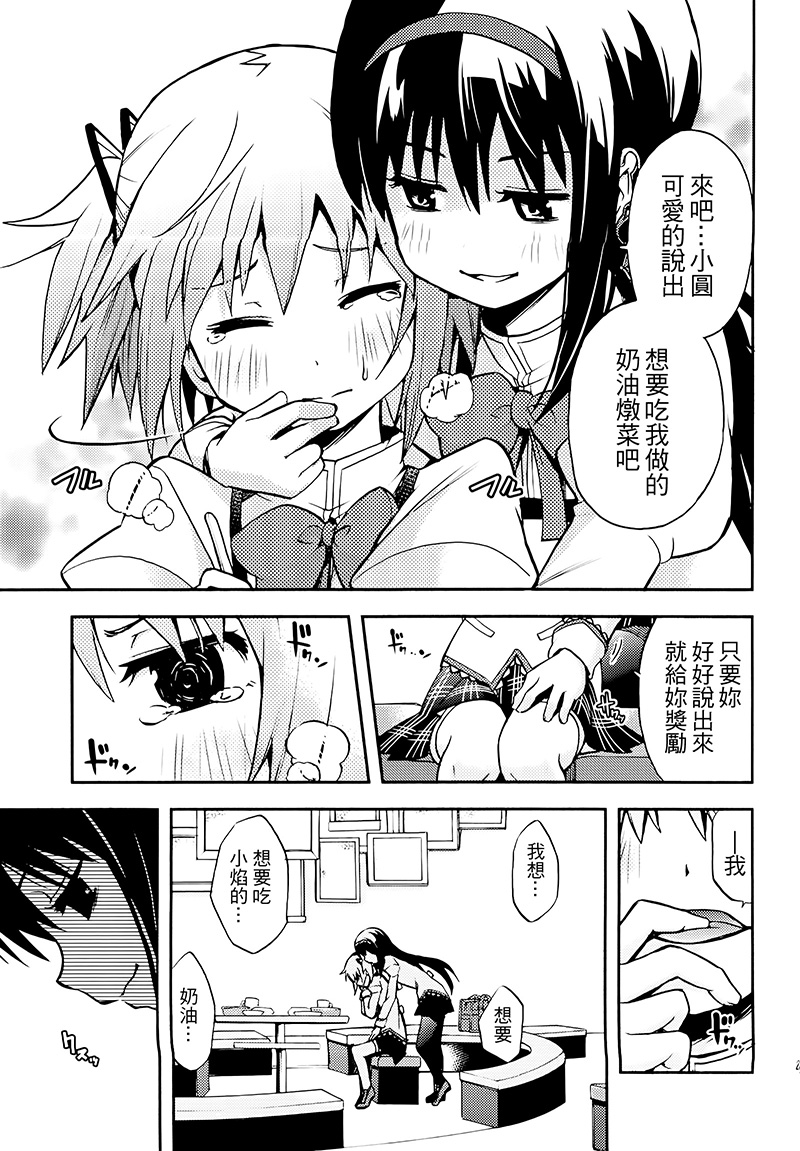 來吧…小圓
可愛的說出
想要吃我做的
奶油燉菜吧
フル
フル
只要妳
好好說出來
就給妳獎勵
ドクン…
ドクン
ドクン
—我
ドクン
我想…
想要
想要吃
小焰的…
奶油…
クスッ